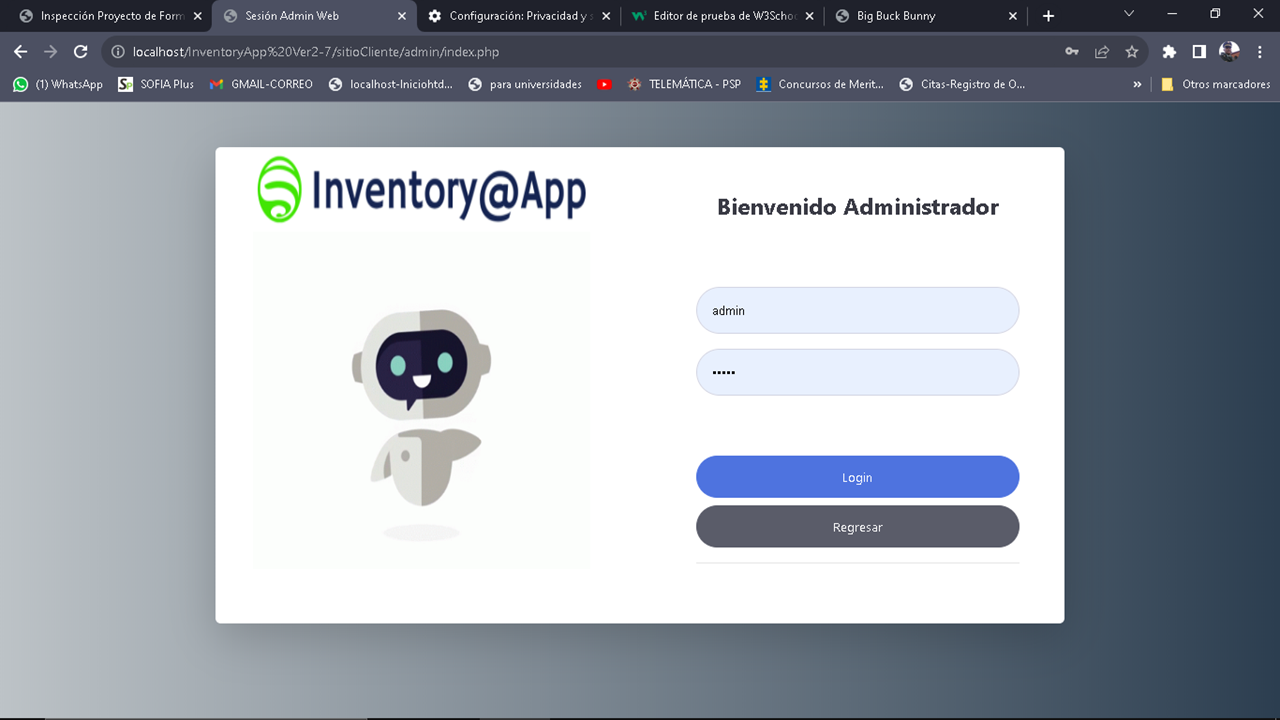 Inspección Proyecto de Form
Sesión Admin Web
Configuración: Privacidad y s
Editor de prueba de W3Schoo
Big Buck Bunny
localhost/InventoryApp%20Ver2-7/sitioCliente/admin/index.php
(1) WhatsApp
Sp SOFIA Plus
GMAIL-CORREO
localhost-Iniciohtd...
para universidades
TELEMÁTICA - PSP
Concursos de Merit...
Citas-Registro de O...
»
Otros marcadores
Inventory@App
Bienvenido Administrador
admin
•••••
Login
Regresar